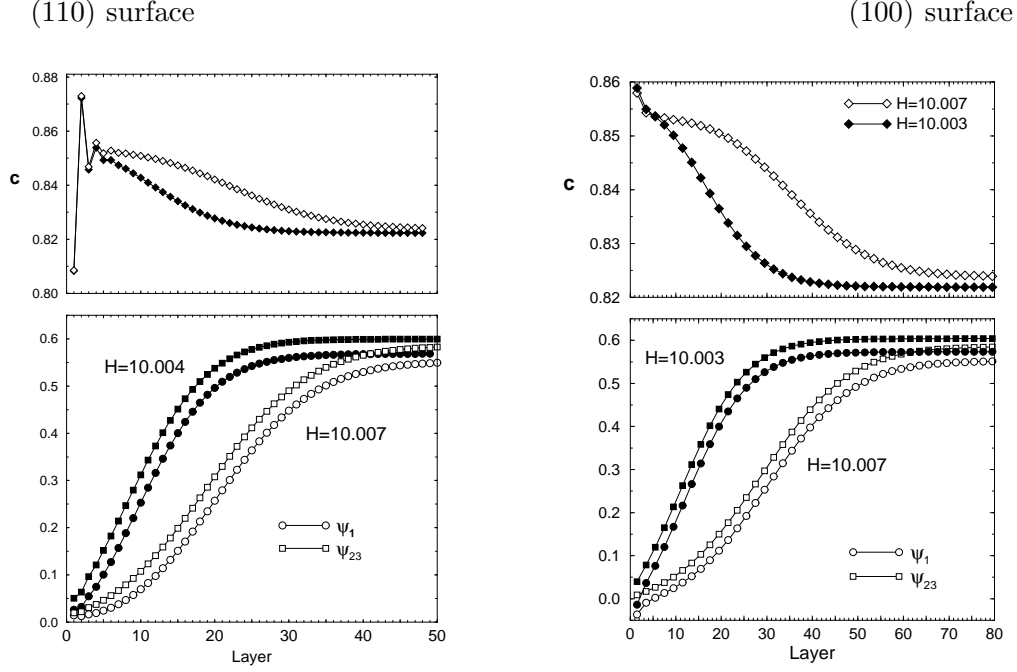 (110) surface
(100) surface
0.88
0.86
c
0.84
0.82
0.80
0.6
H=10.004
0.5
0.4
H=10.007
0.3
0.2
ψ1
ψ23
0.1
0.0
0 10 20 30 40 50
Layer
0.86
H=10.007
H=10.003
0.85
c
0.84
0.83
0.82
0.6
H=10.003
0.5
0.4
0.3
H=10.007
0.2
0.1
ψ1
ψ23
0.0
0 10 20 30 40 50 60 70 80
Layer